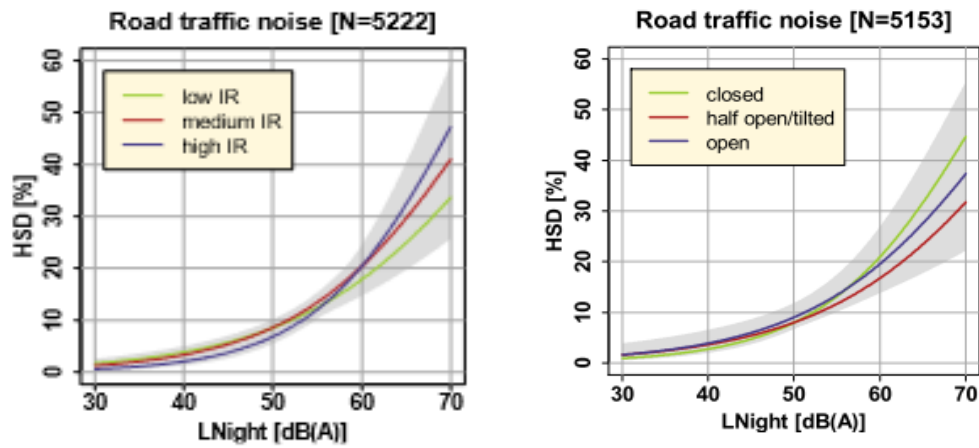 Road traffic noise [N=5222]
60
50
40
30
20
10
0
HSD [%]
low IR
medium IR
high IR
30 40 50 60 70
LNight [dB(A)]
Road traffic noise [N=5153]
60
50
40
30
20
10
0
HSD [%]
closed
half open/tilted
open
30 40 50 60 70
LNight [dB(A)]